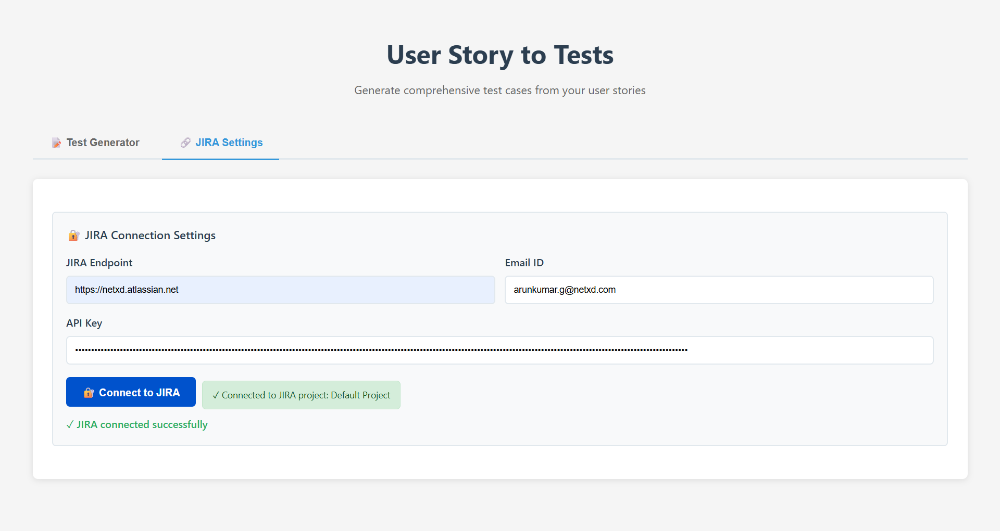 User Story to Tests
Generate comprehensive test cases from your user stories
Test Generator
JIRA Settings
JIRA Connection Settings
JIRA Endpoint
Email ID
https://netxd.atlassian.net
arunkumar.g@netxd.com
API Key
Connect to JIRA
✓ Connected to JIRA project: Default Project
✓ JIRA connected successfully